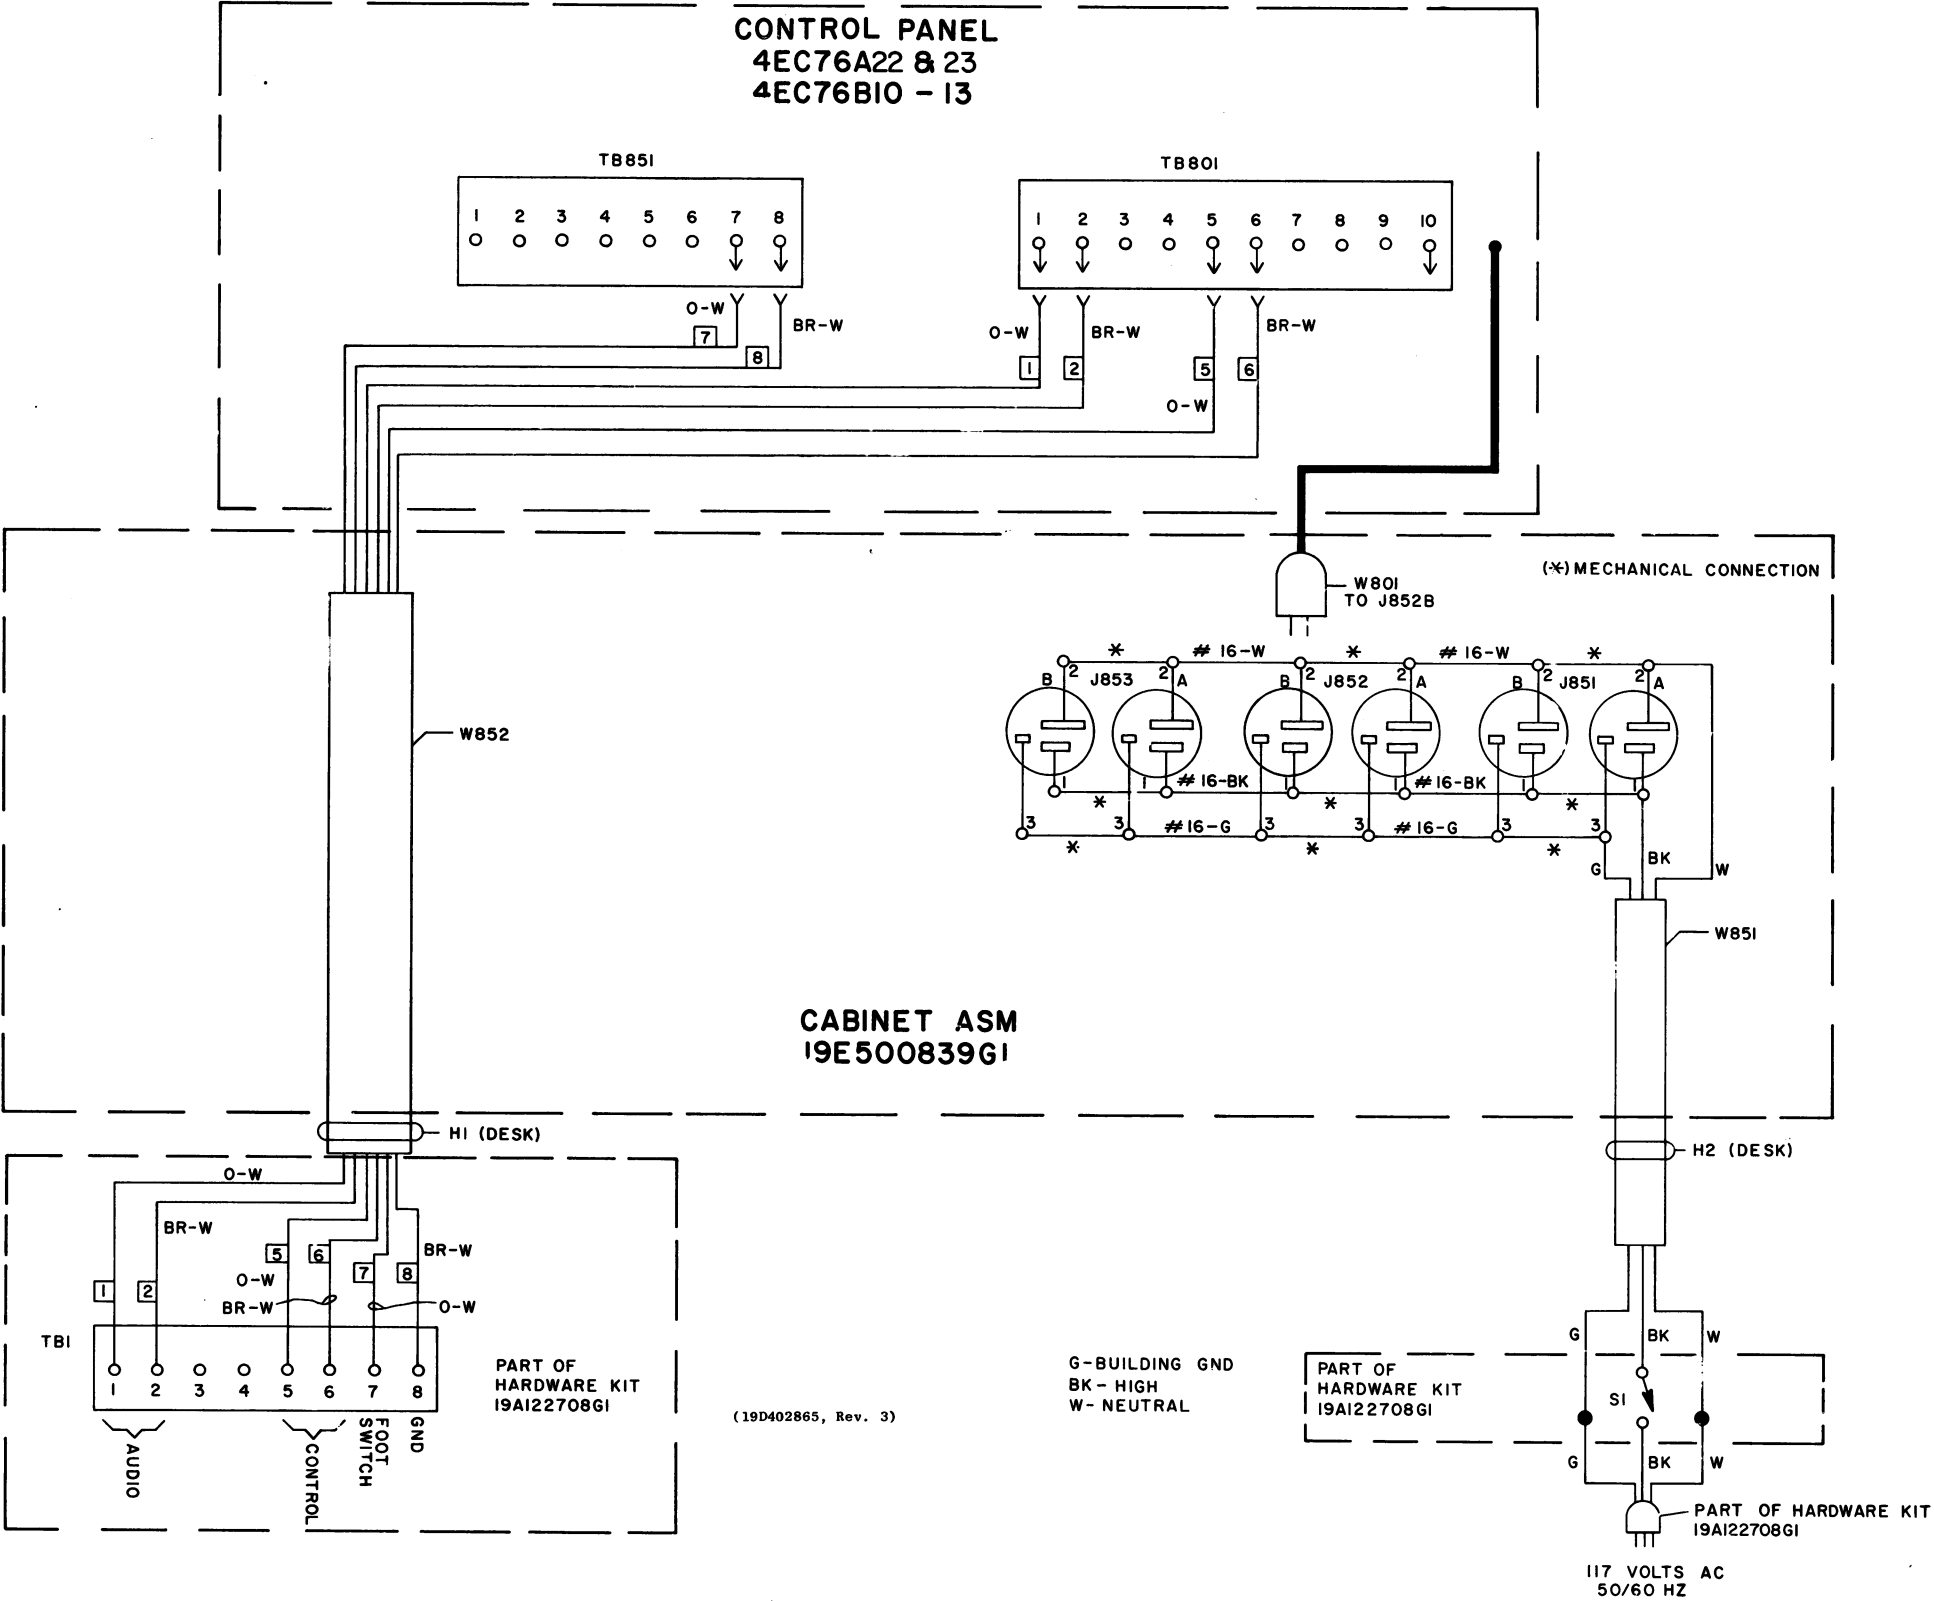 CONTROL PANEL
4EC76A22 & 23
4EC76B10 - 13
TB851
1 2 3 4 5 6 7 8
TB801
1 2 3 4 5 6 7 8 9 10
O-W
7
BR-W
8
O-W
BR-W
BR-W
1
2
5
6
O-W
(*) MECHANICAL CONNECTION
W801
TO J852B
* # 16-W * # 16-W *
B 2 J853 2 A B 2 J852 2 A B 2 J851 2 A
1 1 # 16-BK 1 1 # 16-BK 1 1
* * *
3 3 # 16-G 3 3 # 16-G 3 3
* * *
G BK W
W852
W851
CABINET ASM
19E500839G1
H1 (DESK)
H2 (DESK)
O-W
BR-W
BR-W
5
6
7
8
O-W
1
2
BR-W
O-W
TB1
1 2 3 4 5 6 7 8
AUDIO
CONTROL
FOOT
SWITCH
GND
PART OF
HARDWARE KIT
19A122708G1
(19D402865, Rev. 3)
G-BUILDING GND
BK- HIGH
W- NEUTRAL
G BK W
PART OF
HARDWARE KIT
19A122708G1
S1
G BK W
PART OF HARDWARE KIT
19A122708G1
117 VOLTS AC
50/60 HZ